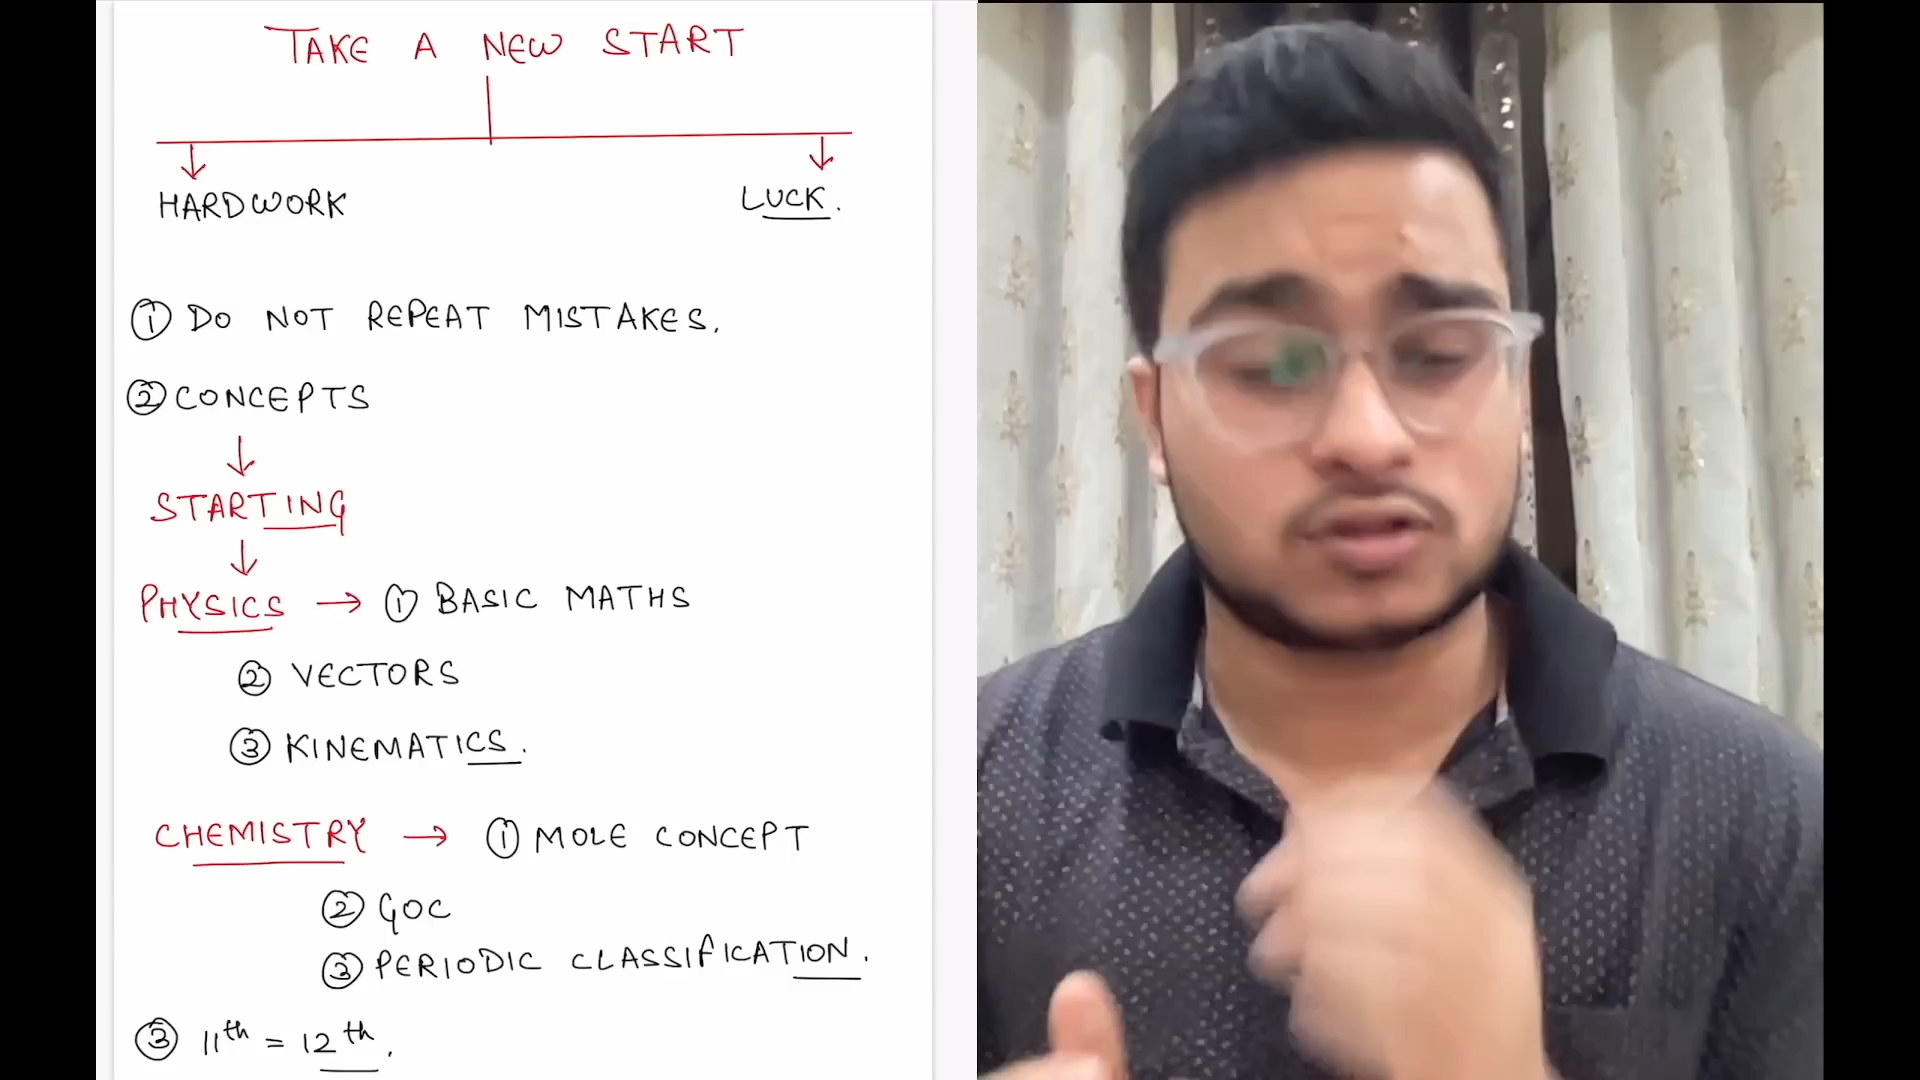 TAKE A NEW START
HARDWORK LUCK.
① DO NOT REPEAT MISTAKES.
② CONCEPTS
↓
STARTING
↓
PHYSICS → ① BASIC MATHS
② VECTORS
③ KINEMATICS.
CHEMISTRY → ① MOLE CONCEPT
② GOC
③ PERIODIC CLASSIFICATION.
③ 11th = 12th.